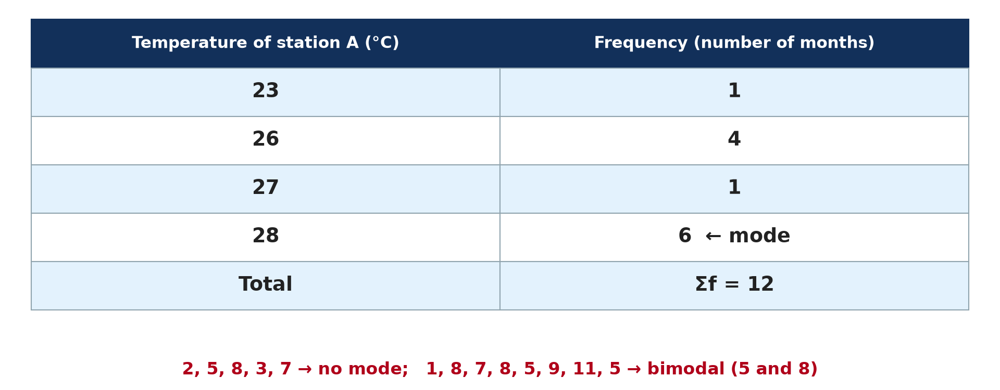 Temperature of station A (°C) Frequency (number of months)
23 1
26 4
27 1
28 6 ← mode
Total Σf = 12
2, 5, 8, 3, 7 → no mode; 1, 8, 7, 8, 5, 9, 11, 5 → bimodal (5 and 8)